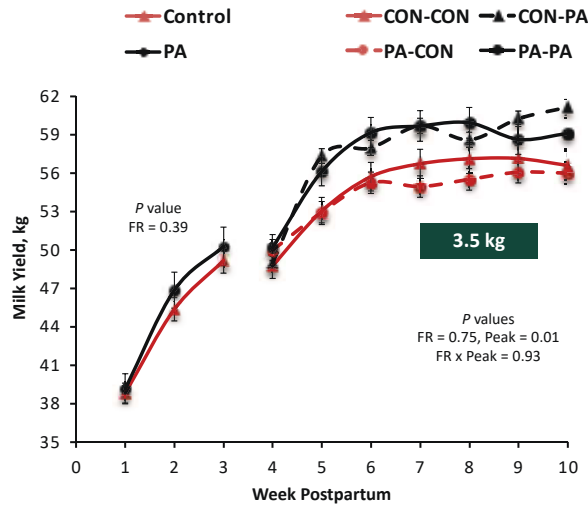 Control CON-CON CON-PA
PA PA-CON PA-PA
62
59
56
53
50
47
44
41
38
35
Milk Yield, kg
P value
FR = 0.39
3.5 kg
P values
FR = 0.75, Peak = 0.01
FR x Peak = 0.93
0 1 2 3 4 5 6 7 8 9 10
Week Postpartum